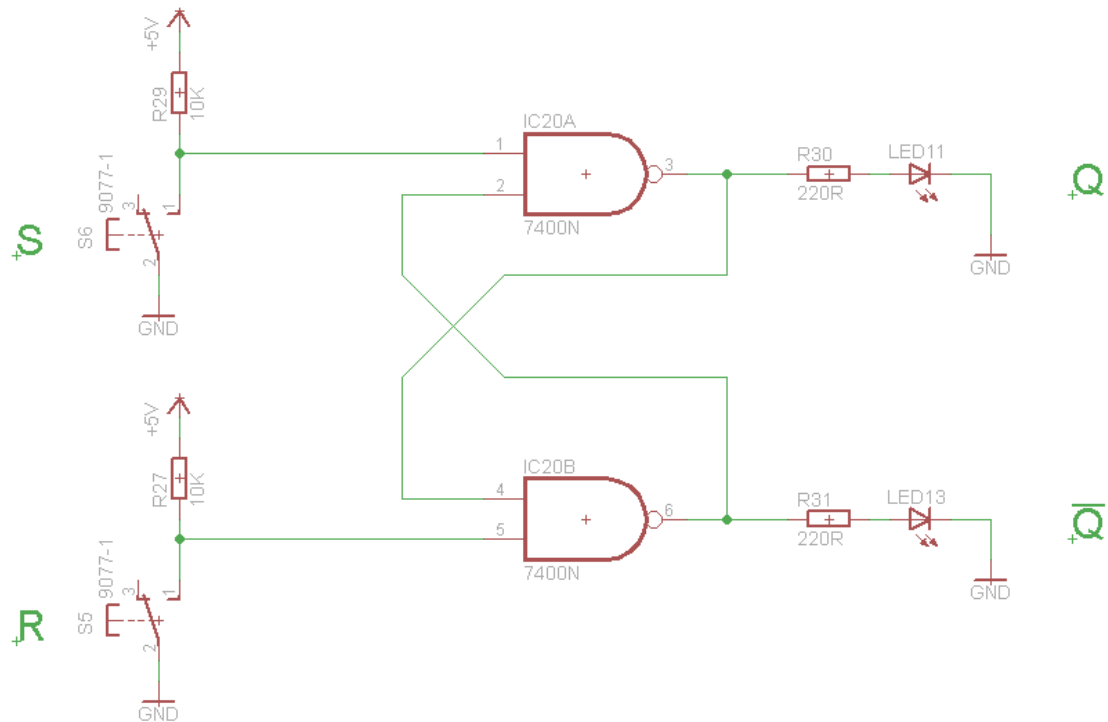 +5V
R29
10K
9077-1
3
1
S6
2
S
GND
IC20A
1
2
3
7400N
R30
220R
LED11
GND
Q
+5V
R27
10K
9077-1
3
1
S5
2
R
GND
IC20B
4
5
6
7400N
R31
220R
LED13
GND
Q̅